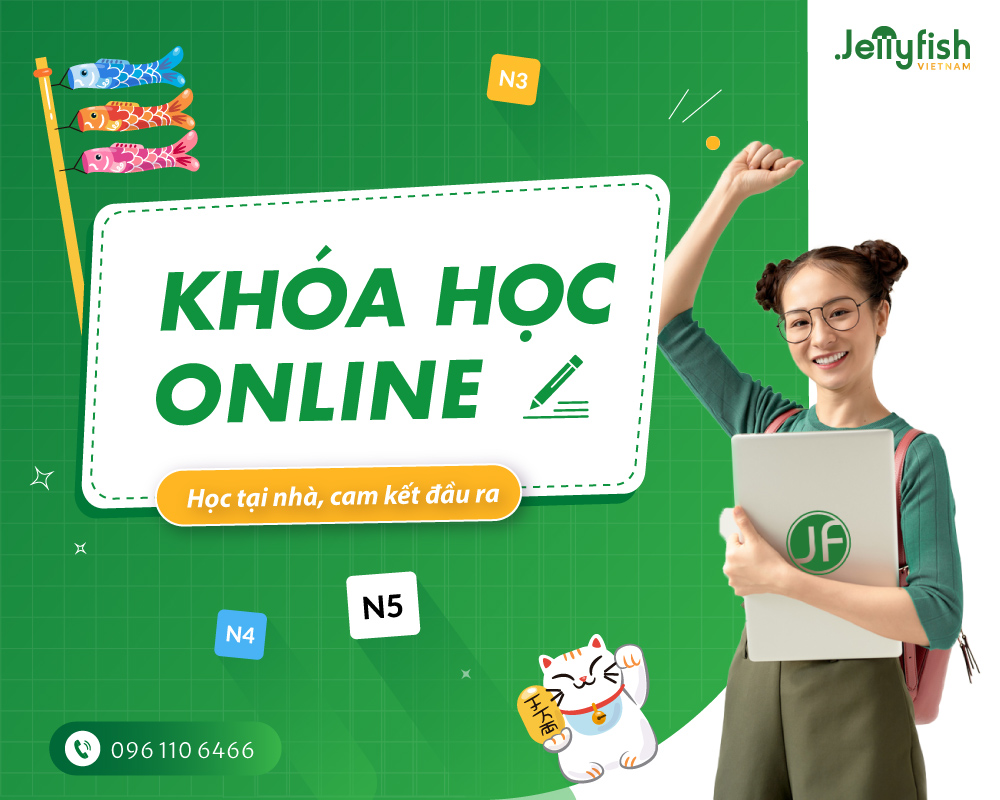 Jellyfish
VIETNAM
N3
KHÓA HỌC
ONLINE
Học tại nhà, cam kết đầu ra
JF
N5
N4
096 110 6466